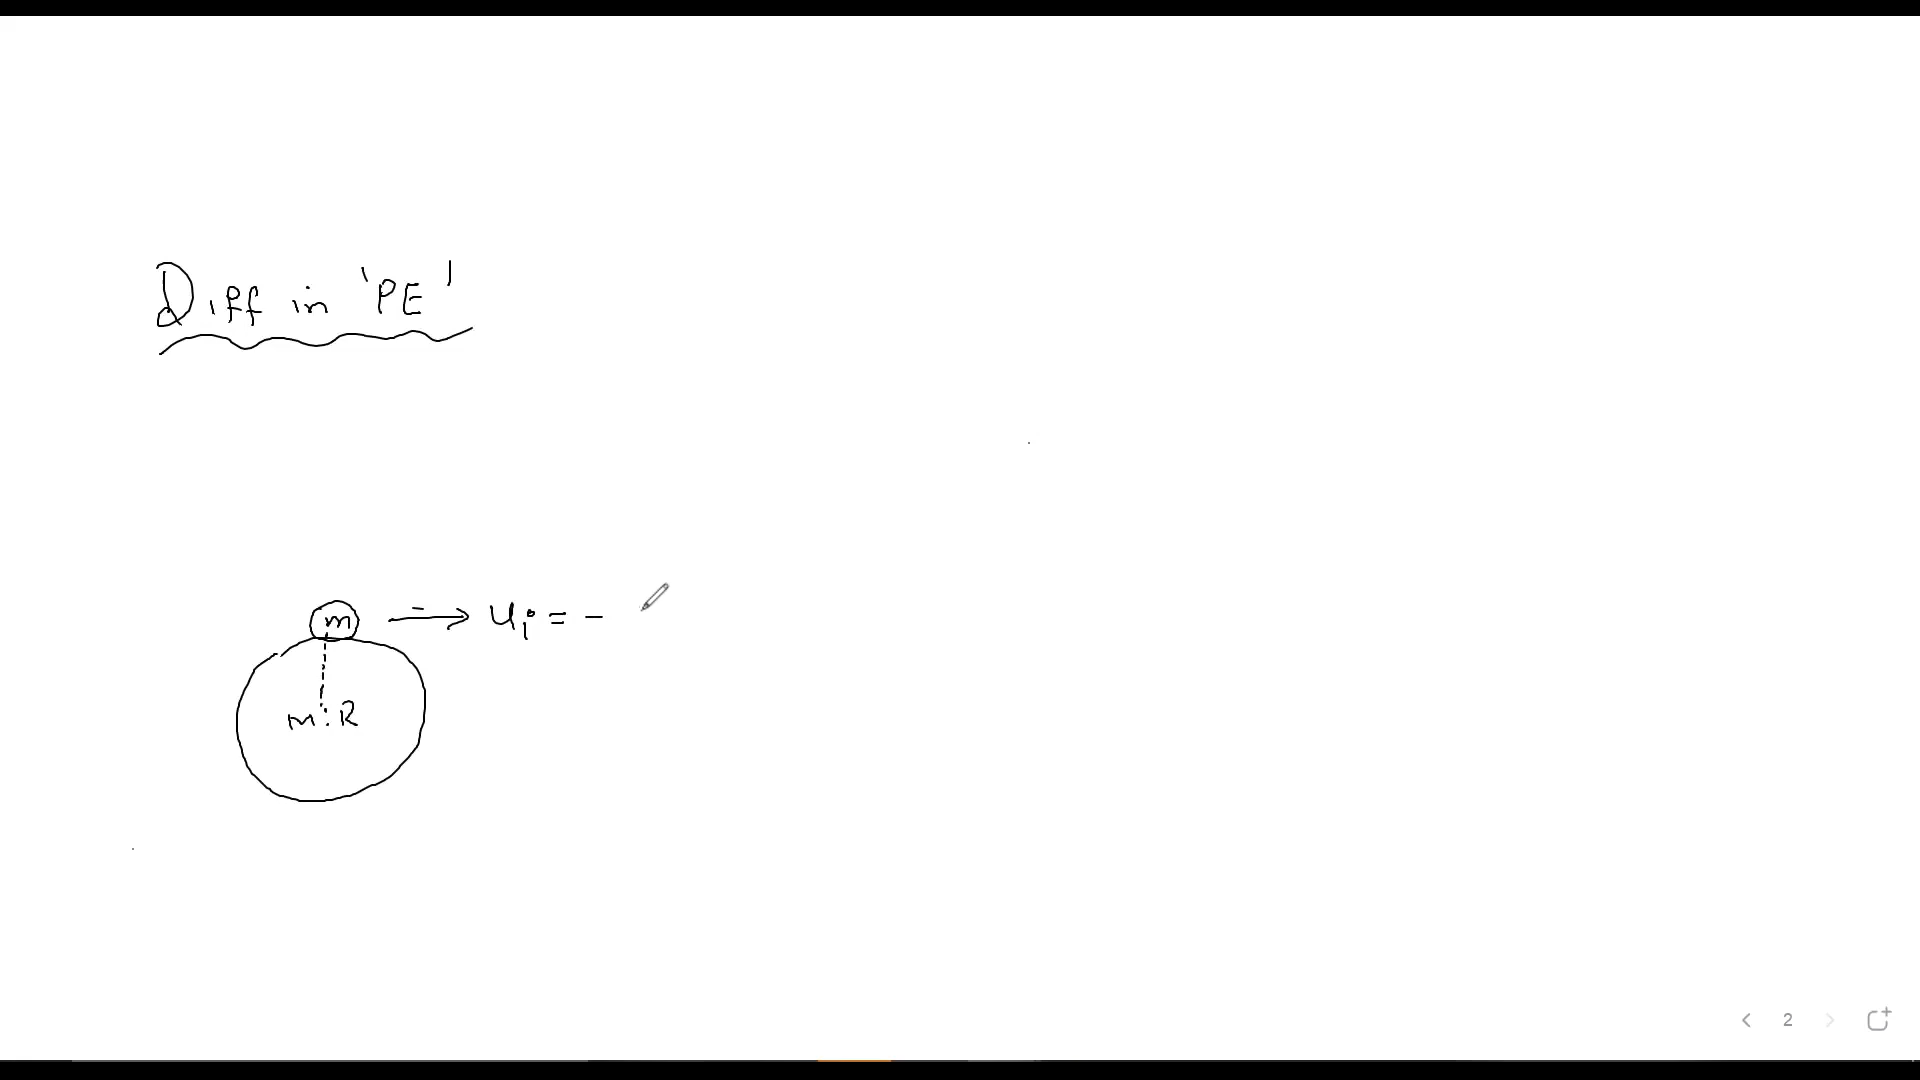 Diff in 'PE'
m → Ui = -
m : R
2